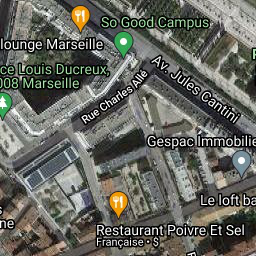 So Good Campus
lounge Marseille
Av. Jules Cantini
Rue Charles Allé
ce Louis Ducreux,
008 Marseille
Gespac Immobilie
Le loft ba
Restaurant Poivre Et Sel
Française • $
ne